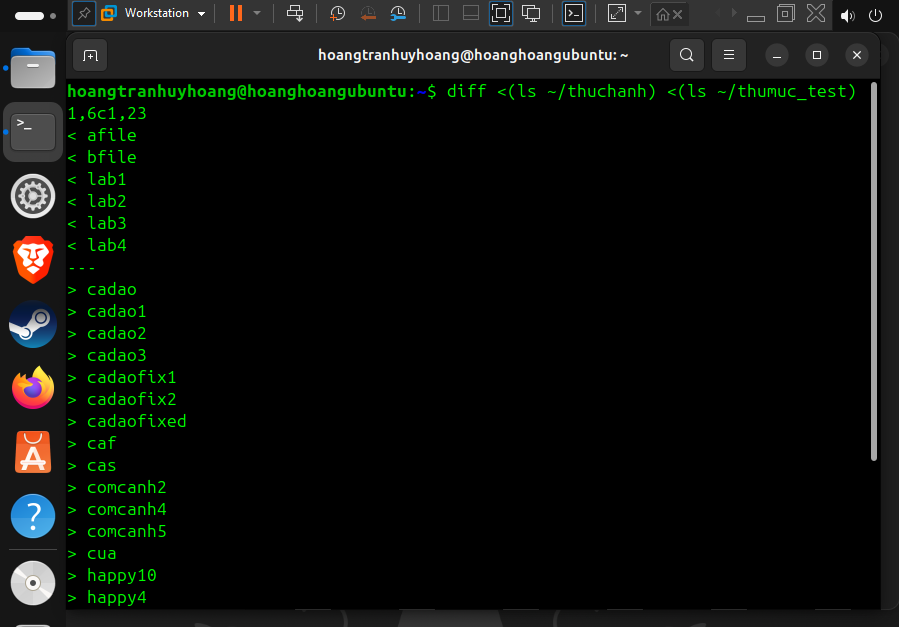 Workstation
hoangtranhuyhoang@hoanghoangubuntu: ~
hoangtranhuyhoang@hoanghoangubuntu:~$ diff <(ls ~/thuchanh) <(ls ~/thumuc_test)
1,6c1,23
< afile
< bfile
< lab1
< lab2
< lab3
< lab4
---
> cadao
> cadao1
> cadao2
> cadao3
> cadaofix1
> cadaofix2
> cadaofixed
> caf
> cas
> comcanh2
> comcanh4
> comcanh5
> cua
> happy10
> happy4